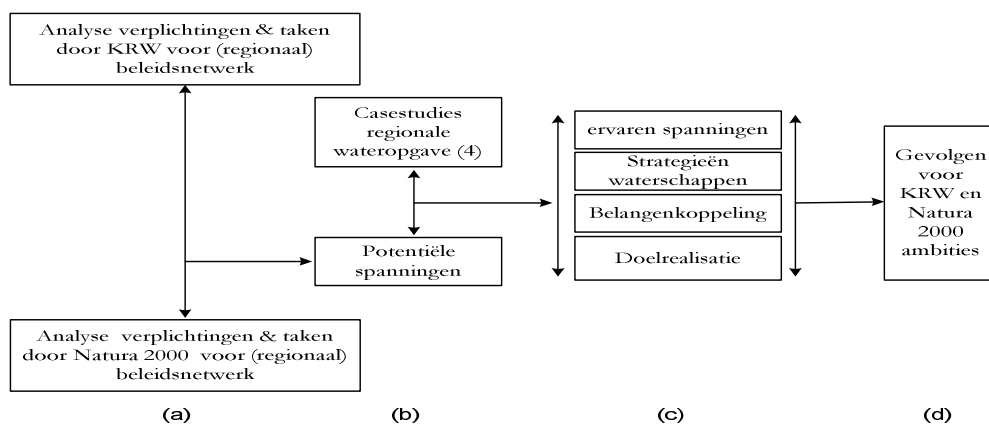 Analyse verplichtingen & taken
door KRW voor (regionaal)
beleidsnetwerk
Casestudies
regionale
wateropgave (4)
Potentiële
spanningen
Analyse verplichtingen & taken
door Natura 2000 voor (regionaal)
beleidsnetwerk
ervaren spanningen
Strategieën
waterschappen
Belangenkoppeling
Doelrealisatie
Gevolgen
voor
KRW en
Natura
2000
ambities
(a)
(b)
(c)
(d)